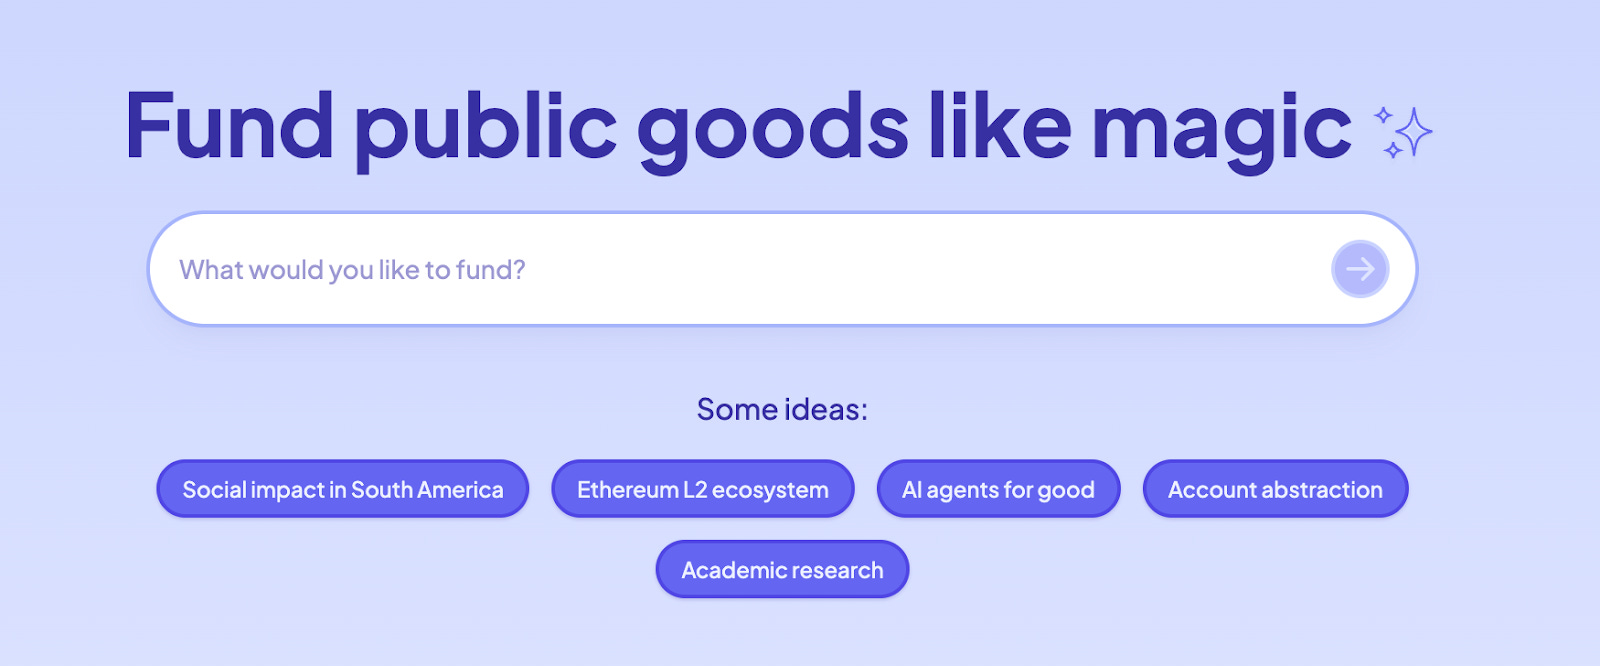 Fund public goods like magic
What would you like to fund?
Some ideas:
Social impact in South America
Ethereum L2 ecosystem
AI agents for good
Account abstraction
Academic research